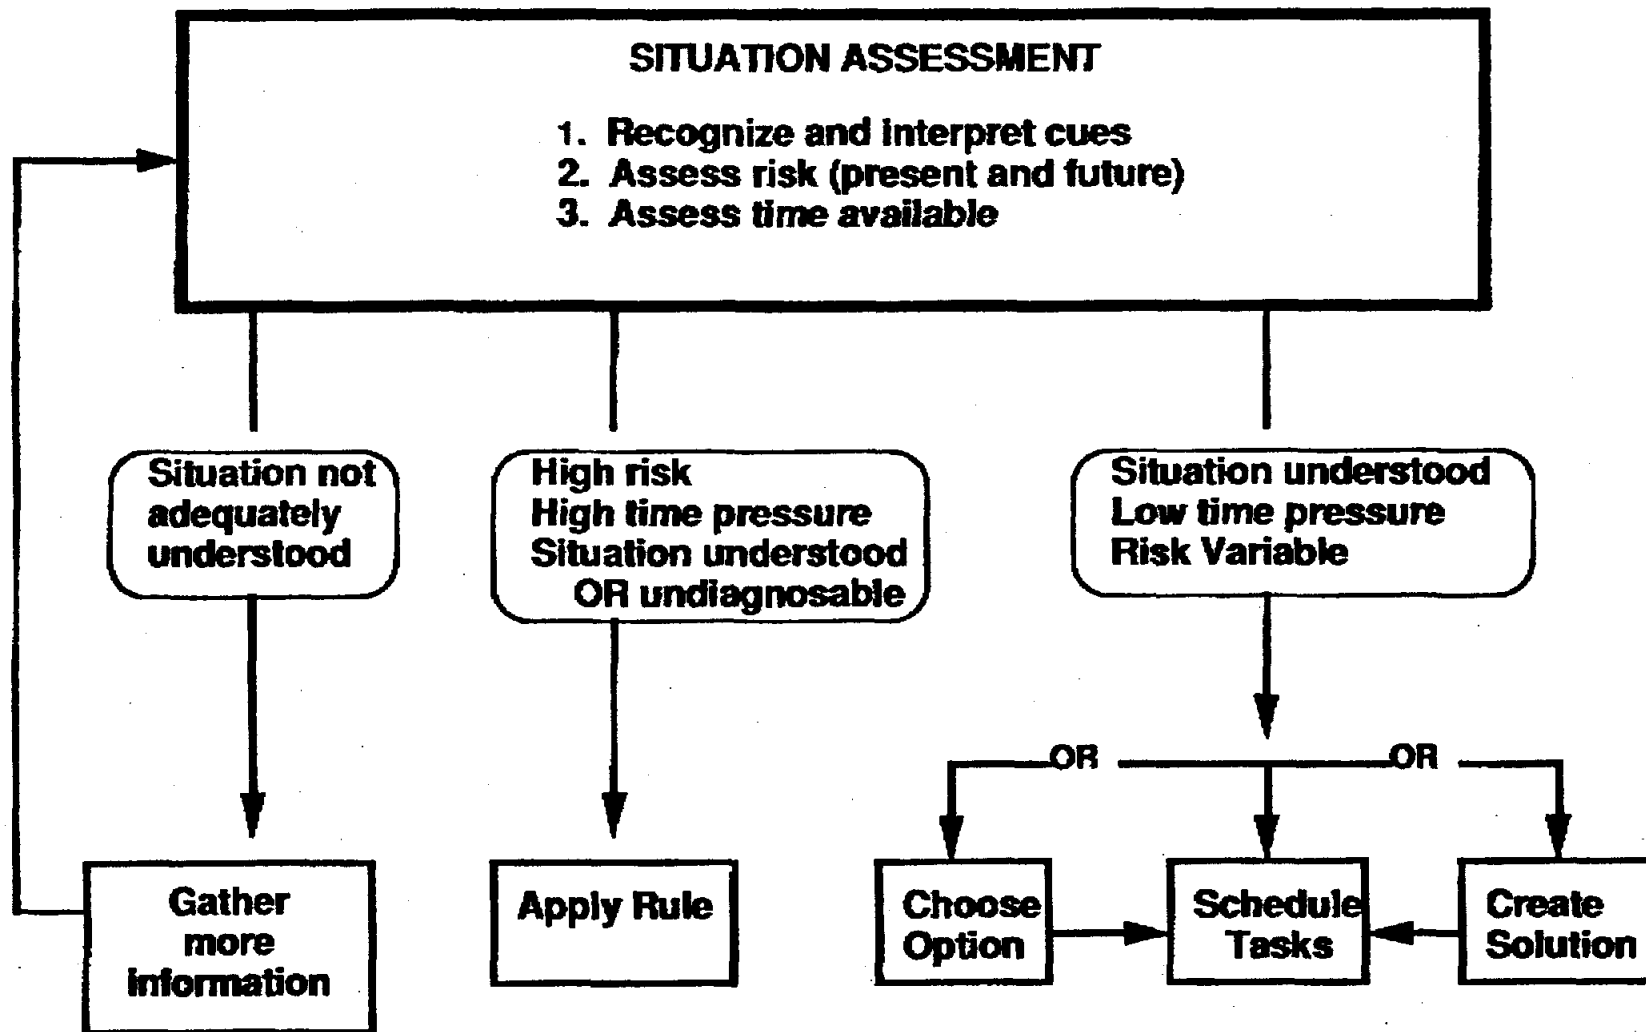 SITUATION ASSESSMENT
1. Recognize and interpret cues
2. Assess risk (present and future)
3. Assess time available
Situation not
adequately
understood
High risk
High time pressure
Situation understood
OR undiagnosable
Situation understood
Low time pressure
Risk Variable
OR
OR
Gather
more
information
Apply Rule
Choose
Option
Schedule
Tasks
Create
Solution